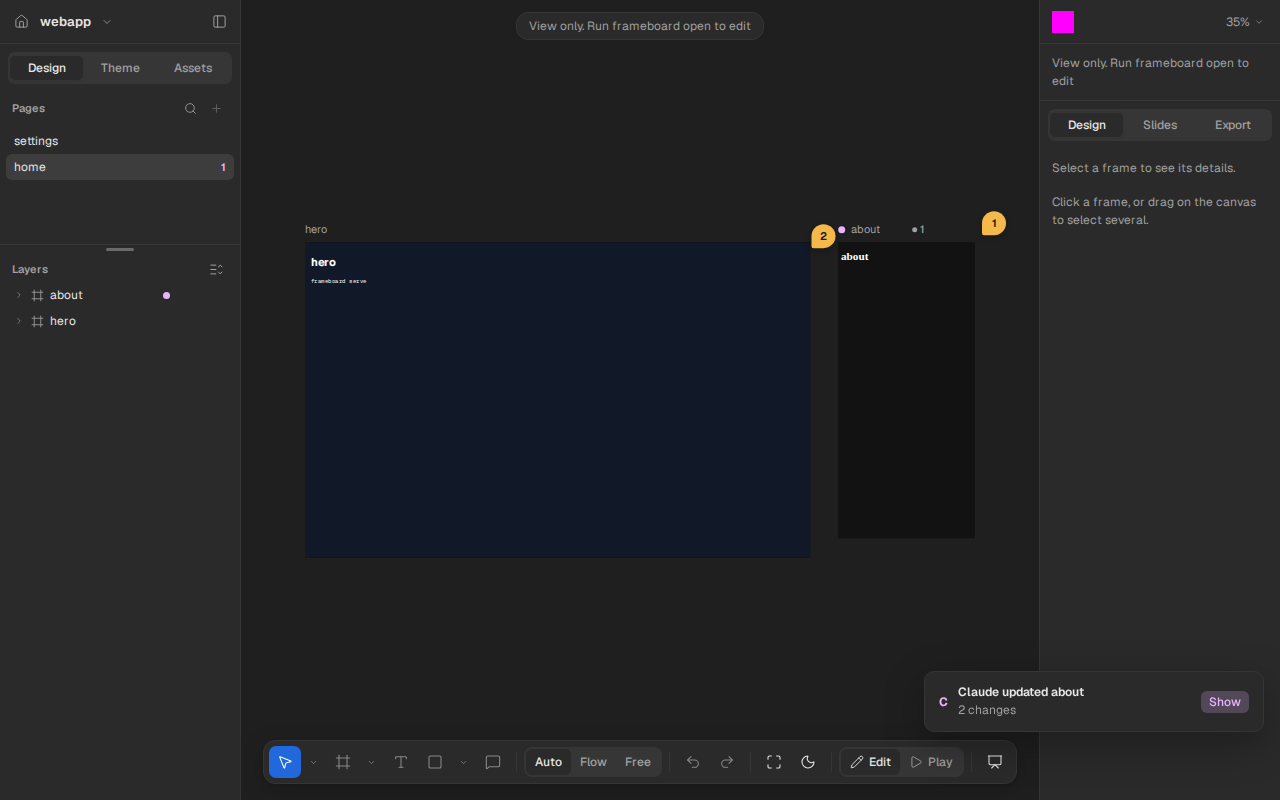 webapp
View only. Run frameboard open to edit
35%
Design
Theme
Assets
View only. Run frameboard open to
edit
Pages
settings
home
1
Design
Slides
Export
Select a frame to see its details.
Click a frame, or drag on the canvas
to select several.
hero
2
about
1
1
hero
frameboard serve
about
Layers
about
hero
C
Claude updated about
2 changes
Show
Auto
Flow
Free
Edit
Play